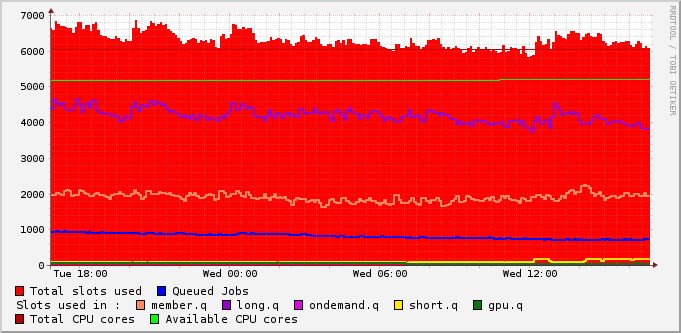 RRDTOOL / TOBI OETIKER
7000
6000
5000
4000
3000
2000
1000
0
Tue 18:00 Wed 00:00 Wed 06:00 Wed 12:00
Total slots used Queued Jobs
Slots used in : member.q long.q ondemand.q short.q gpu.q
Total CPU cores Available CPU cores